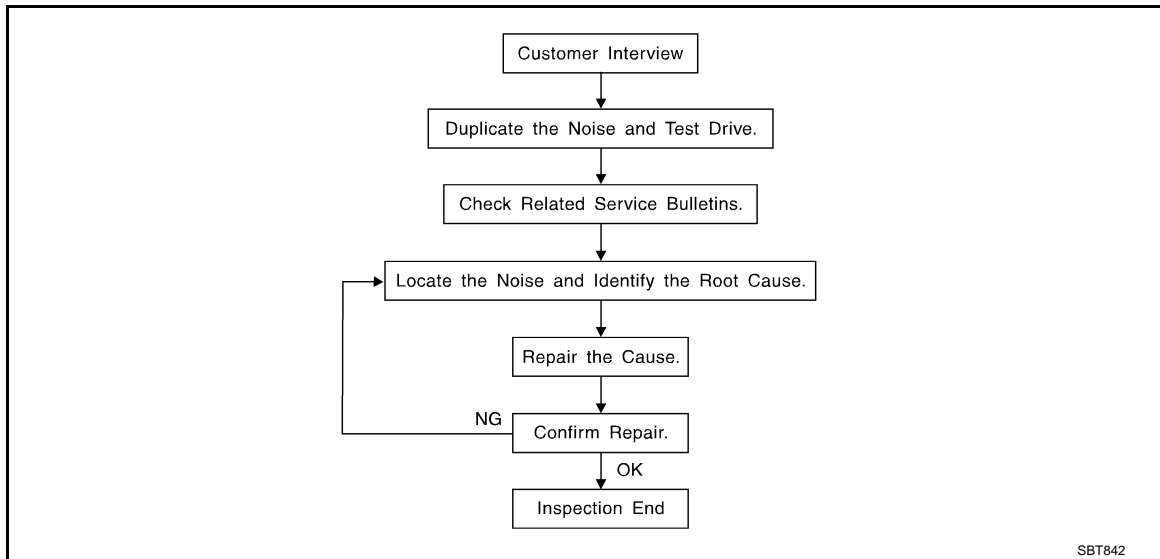 Customer Interview
Duplicate the Noise and Test Drive.
Check Related Service Bulletins.
Locate the Noise and Identify the Root Cause.
Repair the Cause.
NG
Confirm Repair.
OK
Inspection End
SBT842